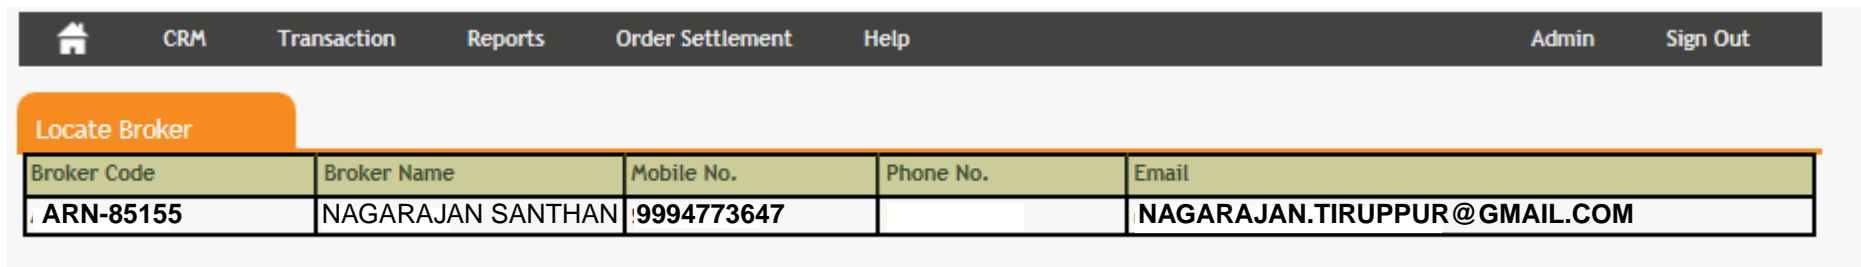 CRM Transaction Reports Order Settlement Help Admin Sign Out
Locate Broker
Broker Code Broker Name Mobile No. Phone No. Email
ARN-85155 NAGARAJAN SANTHAN 9994773647 NAGARAJAN.TIRUPPUR@GMAIL.COM